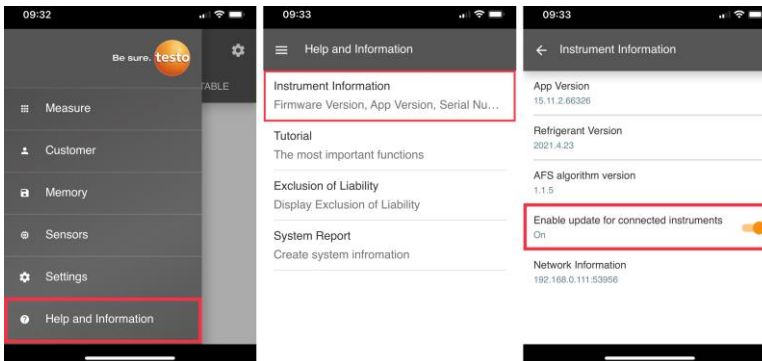 09:32
Be sure. testo
TABLE
Measure
Customer
Memory
Sensors
Settings
Help and Information
09:33
Help and Information
Instrument Information
Firmware Version, App Version, Serial Nu...
Tutorial
The most important functions
Exclusion of Liability
Display Exclusion of Liability
System Report
Create system infromation
09:33
Instrument Information
App Version
15.11.2.66326
Refrigerant Version
2021.4.23
AFS algorithm version
1.1.5
Enable update for connected instruments
On
Network Information
192.168.0.111:53956